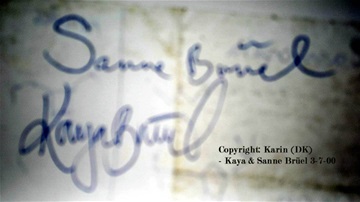 Sanne Brüel
Kaya Brüel
Copyright: Karin (DK)
- Kaya & Sanne Brüel 3-7-00